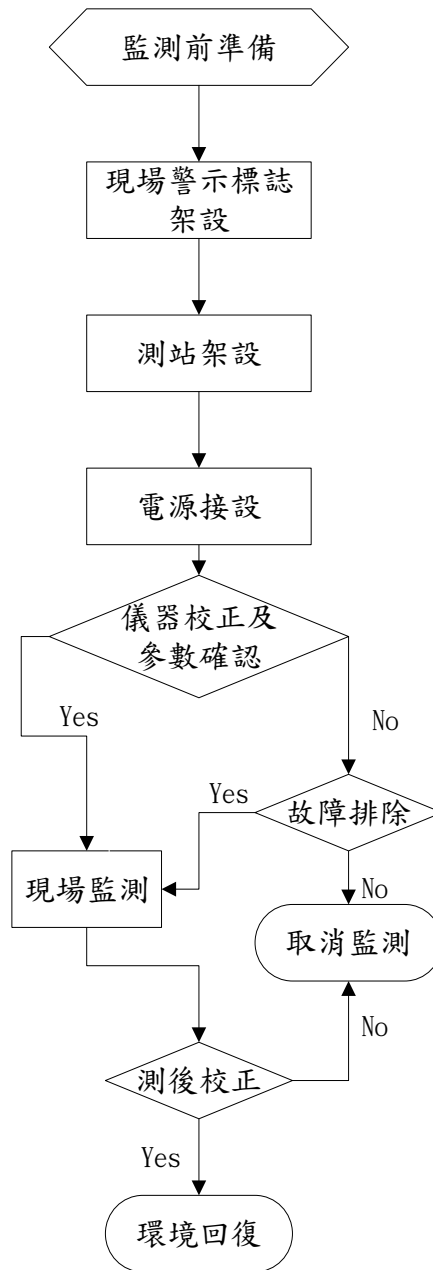 監測前準備
現場警示標誌
架設
測站架設
電源接設
儀器校正及
參數確認
Yes
No
Yes
故障排除
現場監測
No
取消監測
No
測後校正
Yes
環境回復